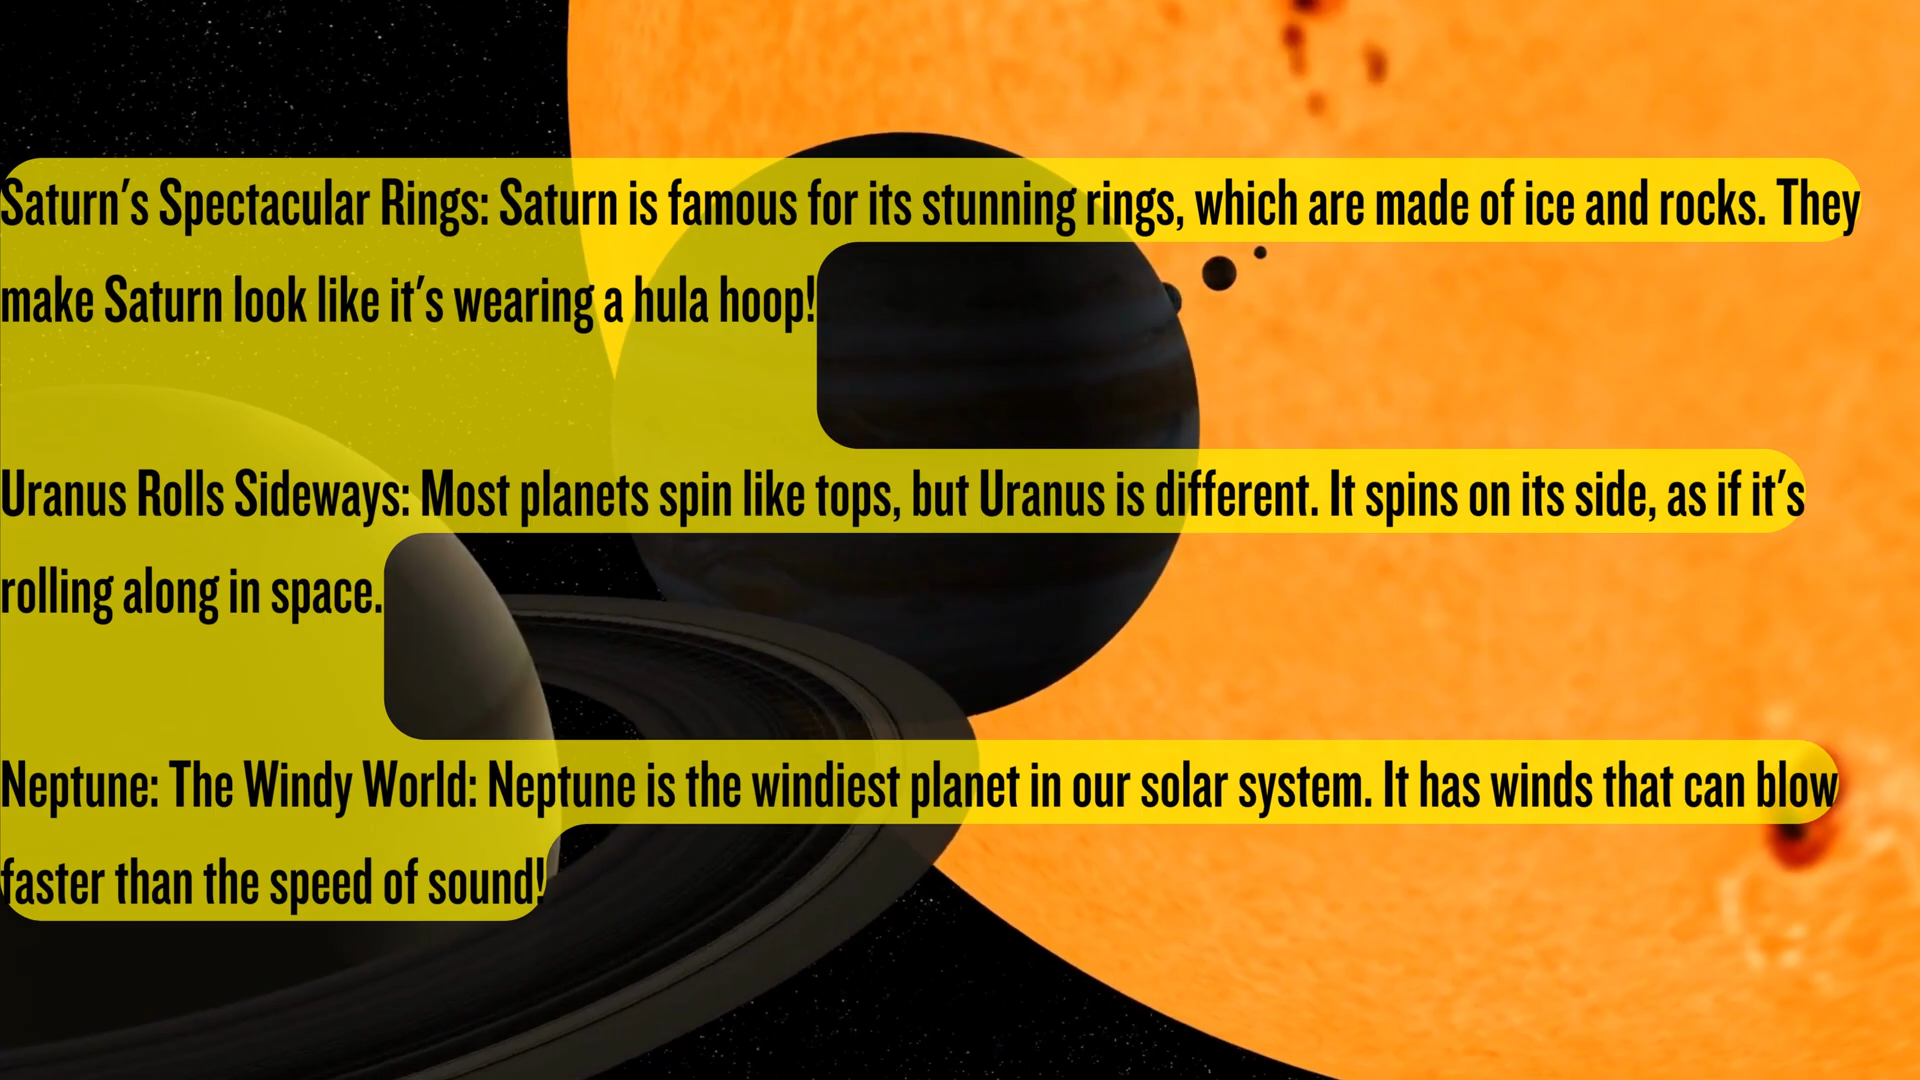 Saturn's Spectacular Rings: Saturn is famous for its stunning rings, which are made of ice and rocks. They
make Saturn look like it's wearing a hula hoop!
Uranus Rolls Sideways: Most planets spin like tops, but Uranus is different. It spins on its side, as if it's
rolling along in space.
Neptune: The Windy World: Neptune is the windiest planet in our solar system. It has winds that can blow
faster than the speed of sound!